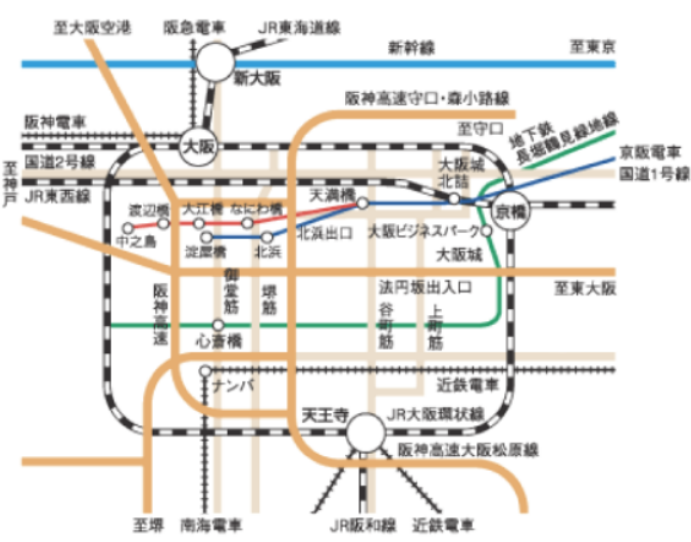 至大阪空港
阪急電車
JR東海道線
新幹線
至東京
新大阪
阪神高速守口・森小路線
阪神電車
至守口
地下鉄
長堀鶴見緑地線
大阪
国道2号線
大阪城
北詰
京阪電車
国道1号線
至神戸
JR東西線
天満橋
渡辺橋
大江橋
なにわ橋
京橋
中之島
淀屋橋
北浜
北浜出口
大阪ビジネスパーク
大阪城
御堂筋
堺筋
阪神高速
法円坂出入口
至東大阪
谷町筋
上町筋
心斎橋
ナンバ
近鉄電車
天王寺
JR大阪環状線
阪神高速大阪松原線
至堺
南海電車
JR阪和線
近鉄電車